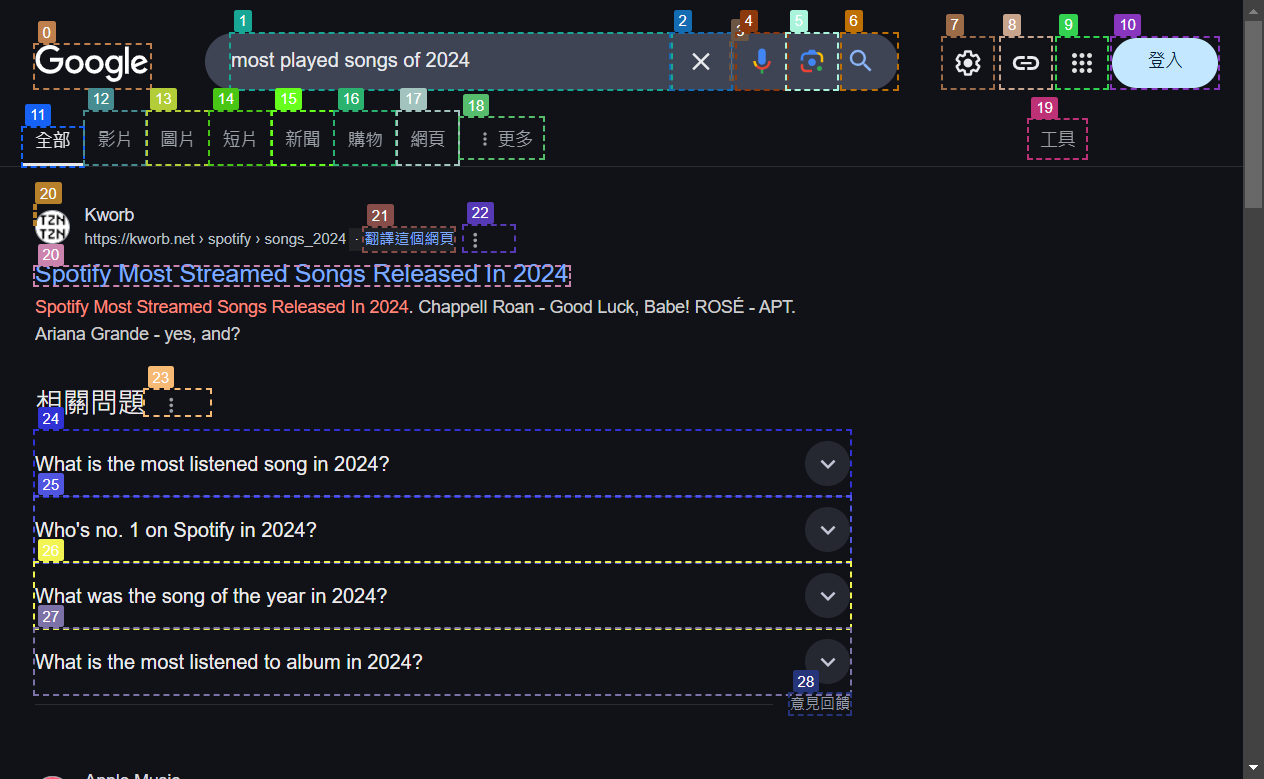 0
1
2
3
4
5
6
7
8
9
10
Google
most played songs of 2024
登入
11
12
13
14
15
16
17
18
19
全部
影片
圖片
短片
新聞
購物
網頁
更多
工具
20
TZN
TZN
Kworb
21
22
https://kworb.net › spotify › songs_2024 · 翻譯這個網頁
20
Spotify Most Streamed Songs Released In 2024
Spotify Most Streamed Songs Released In 2024. Chappell Roan - Good Luck, Babe! ROSÉ - APT.
Ariana Grande - yes, and?
23
相關問題
24
What is the most listened song in 2024?
25
Who's no. 1 on Spotify in 2024?
26
What was the song of the year in 2024?
27
What is the most listened to album in 2024?
28
意見回饋
Apple Music